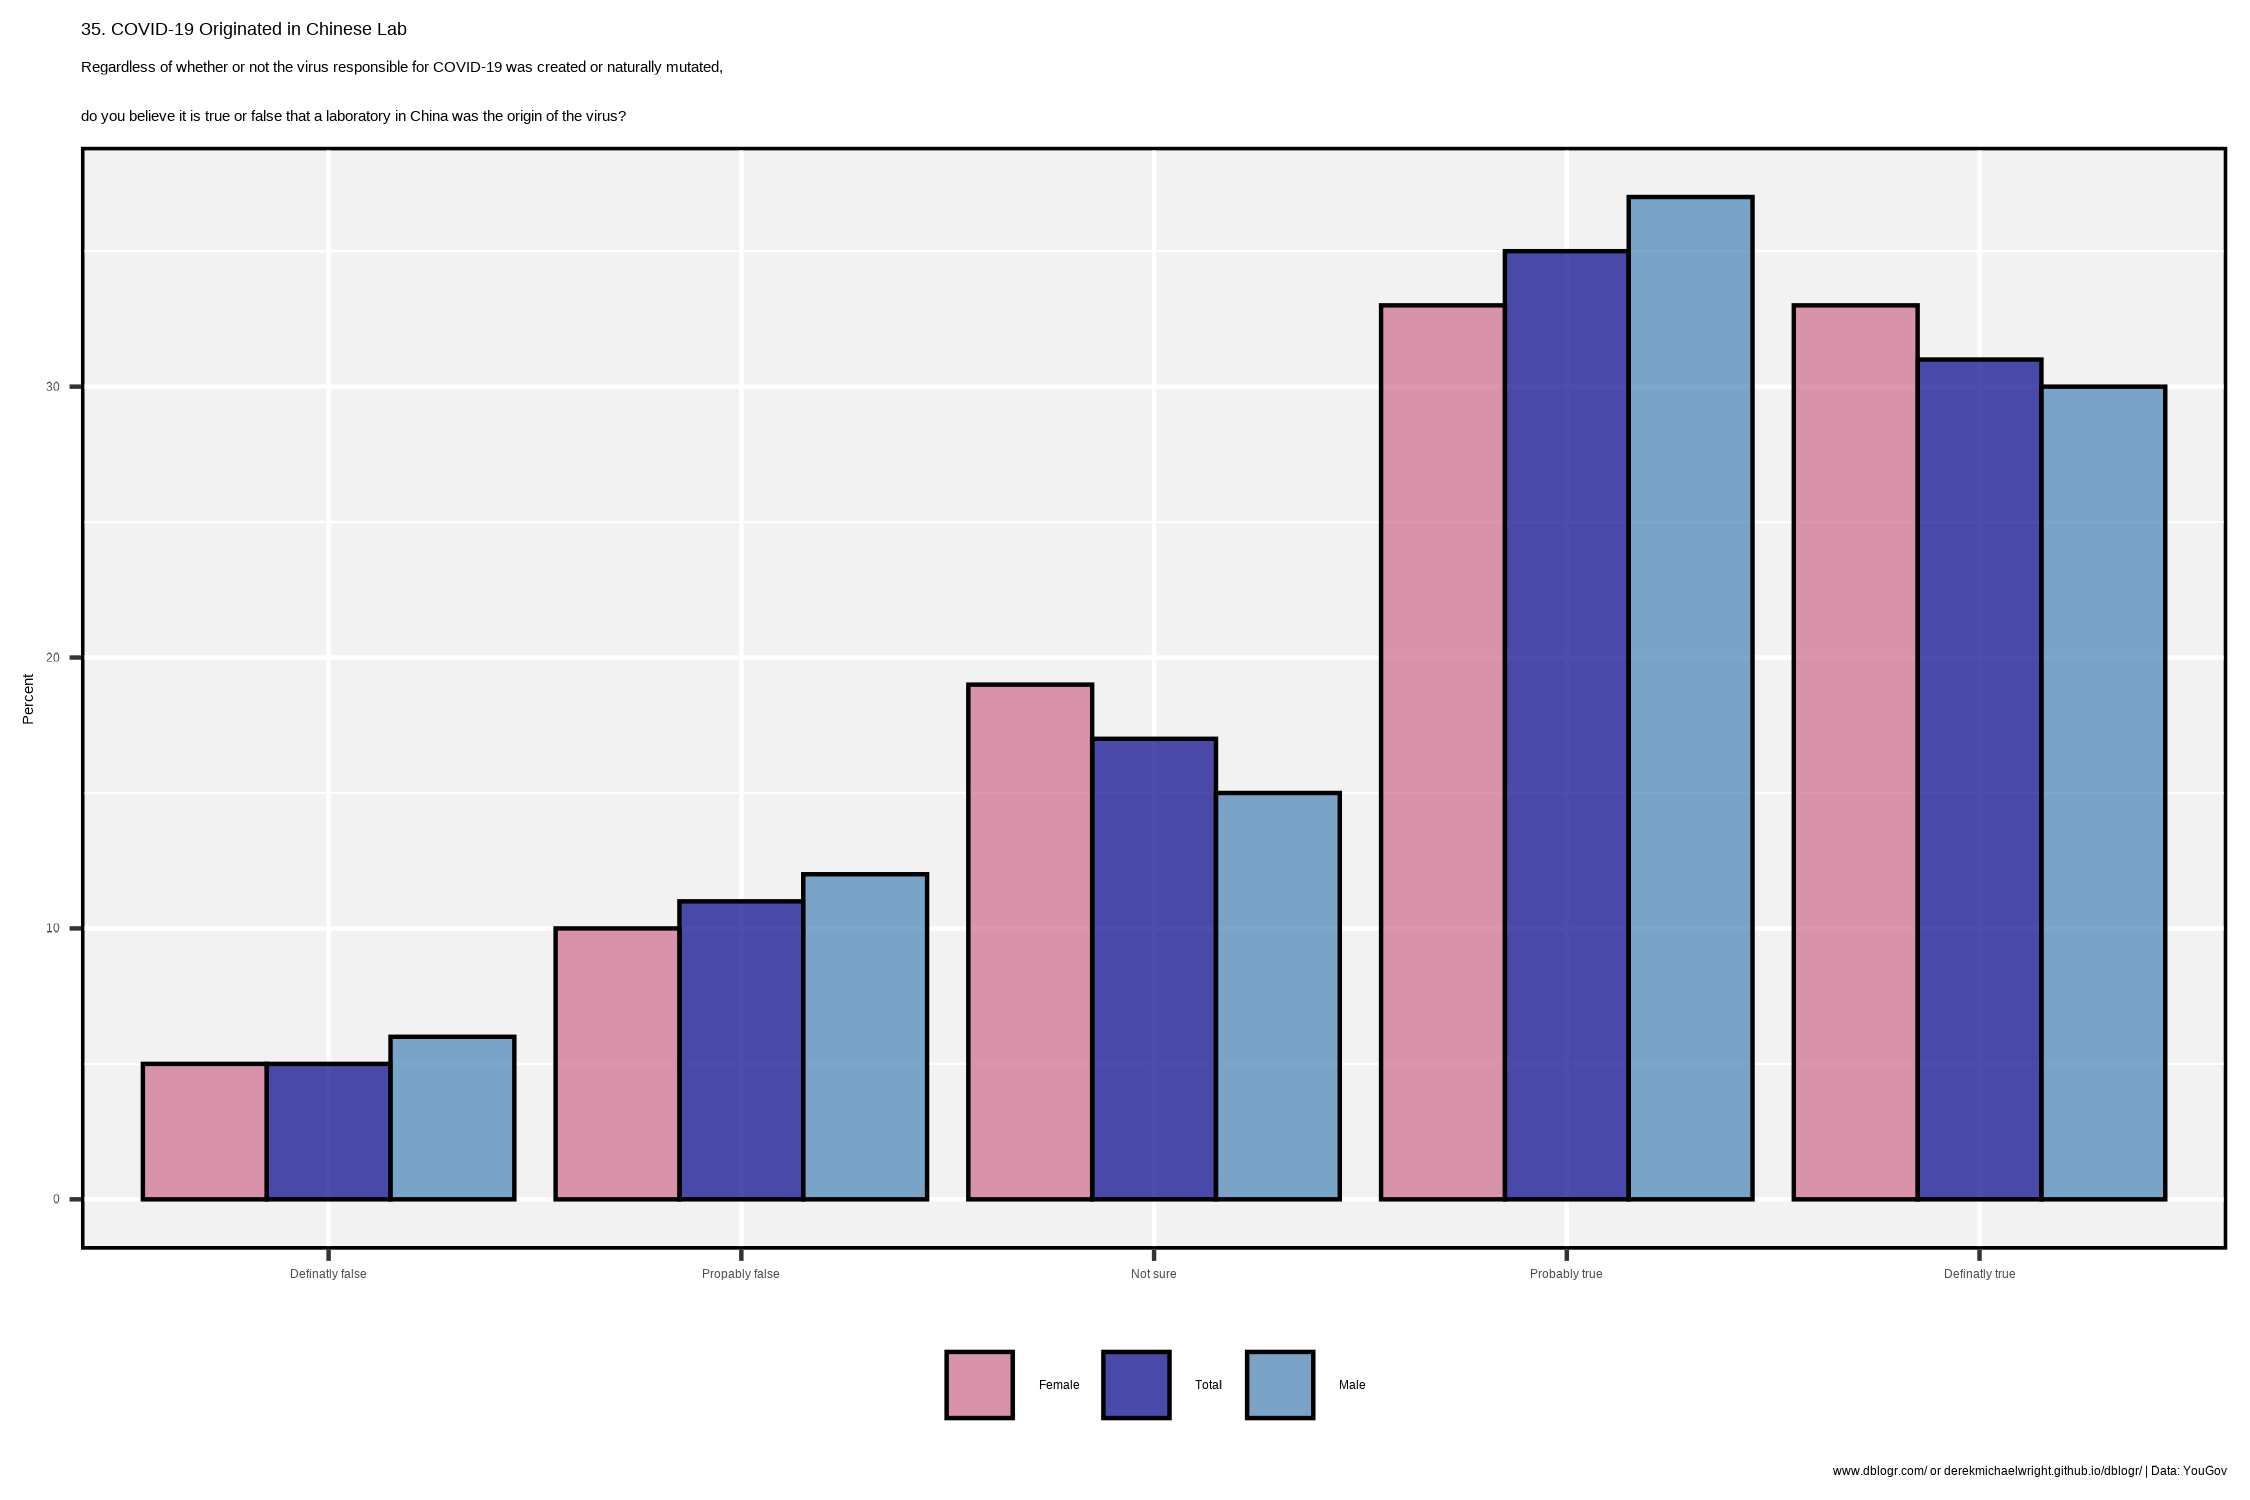 35. COVID-19 Originated in Chinese Lab
Regardless of whether or not the virus responsible for COVID-19 was created or naturally mutated,
do you believe it is true or false that a laboratory in China was the origin of the virus?
30
20
Percent
10
0
Definatly false
Propably false
Not sure
Probably true
Definatly true
Female
Total
Male
www.dblogr.com/ or derekmichaelwright.github.io/dblogr/ | Data: YouGov